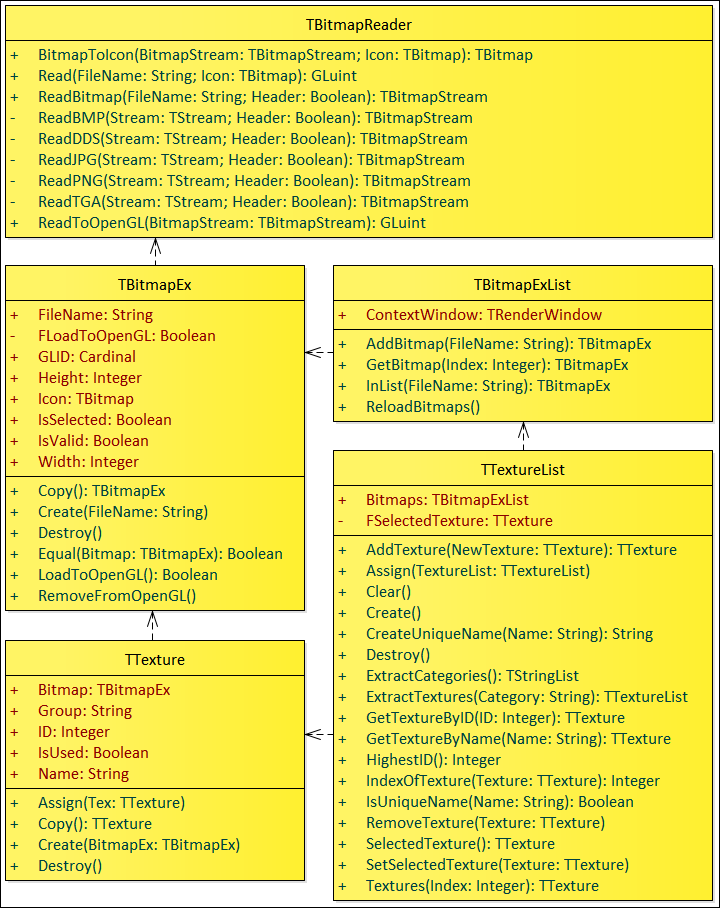 TBitmapReader
+ BitmapToIcon(BitmapStream: TBitmapStream; Icon: TBitmap): TBitmap
+ Read(FileName: String; Icon: TBitmap): GLuint
+ ReadBitmap(FileName: String; Header: Boolean): TBitmapStream
- ReadBMP(Stream: TStream; Header: Boolean): TBitmapStream
- ReadDDS(Stream: TStream; Header: Boolean): TBitmapStream
- ReadJPG(Stream: TStream; Header: Boolean): TBitmapStream
- ReadPNG(Stream: TStream; Header: Boolean): TBitmapStream
- ReadTGA(Stream: TStream; Header: Boolean): TBitmapStream
+ ReadToOpenGL(BitmapStream: TBitmapStream): GLuint
TBitmapEx
+ FileName: String
- FLoadToOpenGL: Boolean
+ GLID: Cardinal
+ Height: Integer
+ Icon: TBitmap
+ IsSelected: Boolean
+ IsValid: Boolean
+ Width: Integer
+ Copy(): TBitmapEx
+ Create(FileName: String)
+ Destroy()
+ Equal(Bitmap: TBitmapEx): Boolean
+ LoadToOpenGL(): Boolean
+ RemoveFromOpenGL()
TBitmapExList
+ ContextWindow: TRenderWindow
+ AddBitmap(FileName: String): TBitmapEx
+ GetBitmap(Index: Integer): TBitmapEx
+ InList(FileName: String): TBitmapEx
+ ReloadBitmaps()
TTexture
+ Bitmap: TBitmapEx
+ Group: String
+ ID: Integer
+ IsUsed: Boolean
+ Name: String
+ Assign(Tex: TTexture)
+ Copy(): TTexture
+ Create(BitmapEx: TBitmapEx)
+ Destroy()
TTextureList
+ Bitmaps: TBitmapExList
- FSelectedTexture: TTexture
+ AddTexture(NewTexture: TTexture): TTexture
+ Assign(TextureList: TTextureList)
+ Clear()
+ Create()
+ CreateUniqueName(Name: String): String
+ Destroy()
+ ExtractCategories(): TStringList
+ ExtractTextures(Category: String): TTextureList
+ GetTextureByID(ID: Integer): TTexture
+ GetTextureByName(Name: String): TTexture
+ HighestID(): Integer
+ IndexOfTexture(Texture: TTexture): Integer
+ IsUniqueName(Name: String): Boolean
+ RemoveTexture(Texture: TTexture)
+ SelectedTexture(): TTexture
+ SetSelectedTexture(Texture: TTexture)
+ Textures(Index: Integer): TTexture